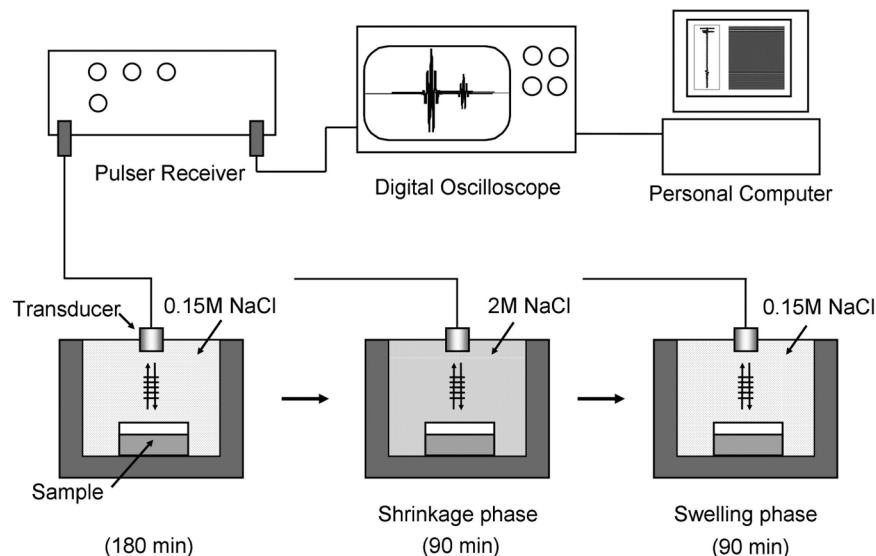 Pulser Receiver
Digital Oscilloscope
Personal Computer
Transducer
0.15M NaCl
2M NaCl
0.15M NaCl
Sample
Shrinkage phase
Swelling phase
(180 min)
(90 min)
(90 min)